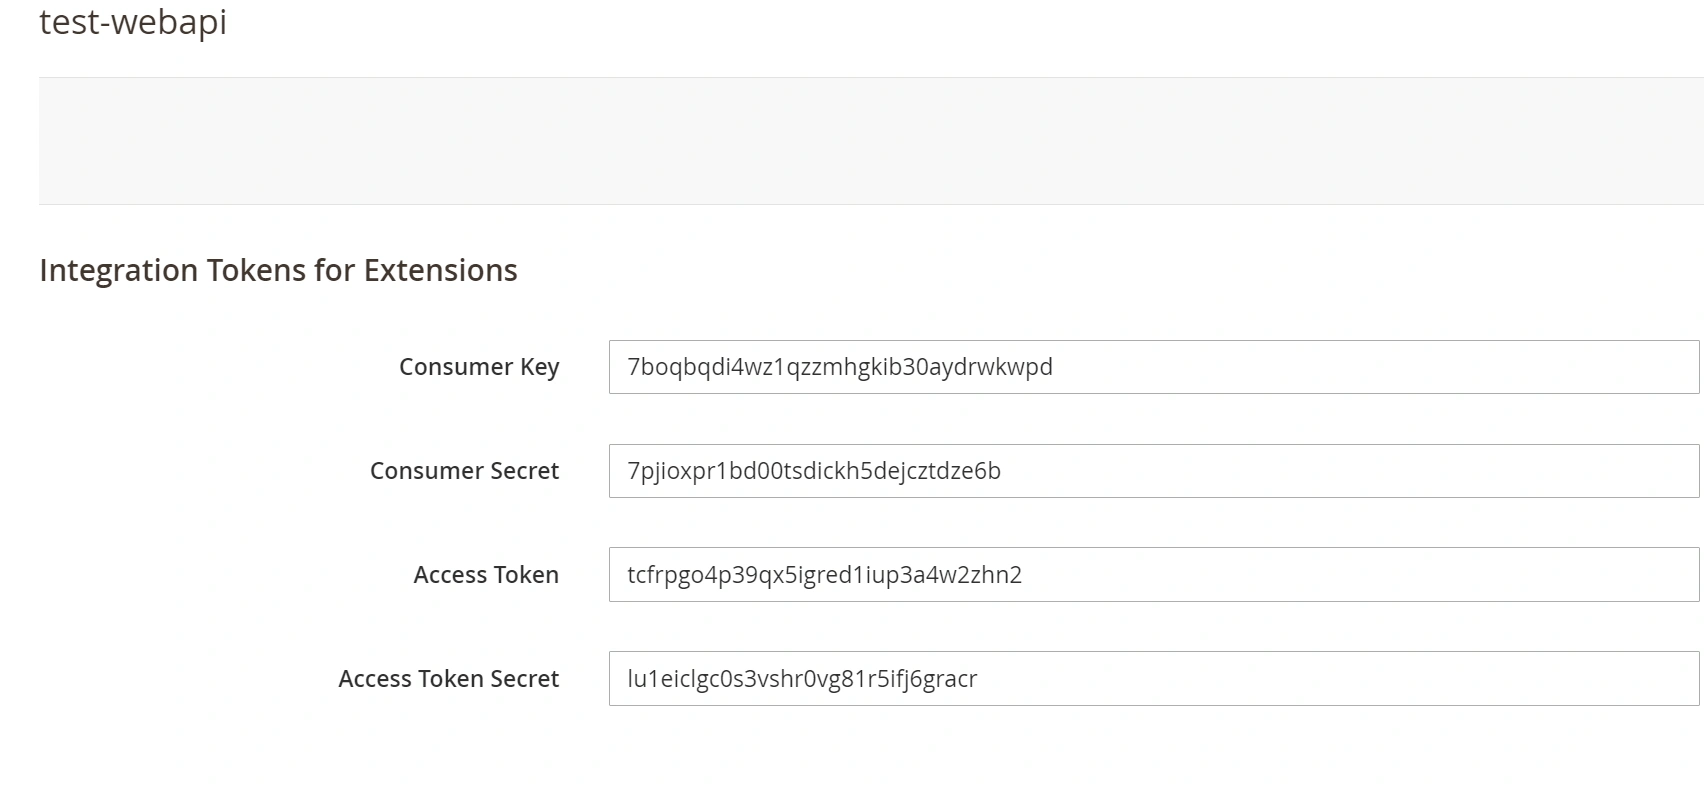 test-webapi
Integration Tokens for Extensions
Consumer Key 7boqbqdi4wz1qzzmhgkib30aydrwkwpd
Consumer Secret 7pjioxpr1bd00tsdickh5dejcztdze6b
Access Token tcfrpgo4p39qx5igred1iup3a4w2zhn2
Access Token Secret lu1eiclgc0s3vshr0vg81r5ifj6gracr